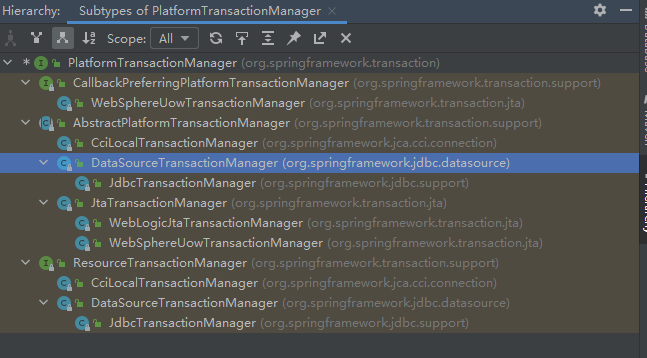 Hierarchy: Subtypes of PlatformTransactionManager
Scope: All
PlatformTransactionManager (org.springframework.transaction)
CallbackPreferringPlatformTransactionManager (org.springframework.transaction.support)
WebSphereUowTransactionManager (org.springframework.transaction.jta)
AbstractPlatformTransactionManager (org.springframework.transaction.support)
CciLocalTransactionManager (org.springframework.jca.cci.connection)
DataSourceTransactionManager (org.springframework.jdbc.datasource)
JdbcTransactionManager (org.springframework.jdbc.support)
JtaTransactionManager (org.springframework.transaction.jta)
WebLogicJtaTransactionManager (org.springframework.transaction.jta)
WebSphereUowTransactionManager (org.springframework.transaction.jta)
ResourceTransactionManager (org.springframework.transaction.support)
CciLocalTransactionManager (org.springframework.jca.cci.connection)
DataSourceTransactionManager (org.springframework.jdbc.datasource)
JdbcTransactionManager (org.springframework.jdbc.support)